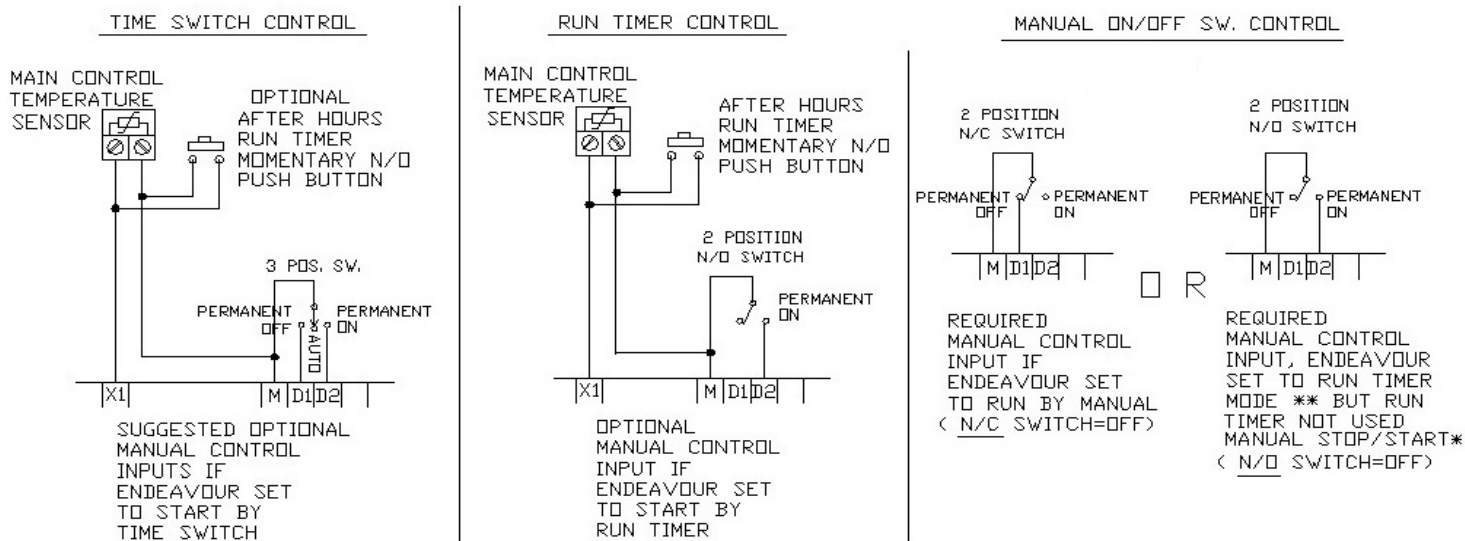 TIME SWITCH CONTROL
MAIN CONTROL
TEMPERATURE
SENSOR
OPTIONAL
AFTER HOURS
RUN TIMER
MOMENTARY N/O
PUSH BUTTON
3 POS. SW.
PERMANENT
OFF
AUTO
PERMANENT
ON
X1
M
D1
D2
SUGGESTED OPTIONAL
MANUAL CONTROL
INPUTS IF
ENDEAVOUR SET
TO START BY
TIME SWITCH
RUN TIMER CONTROL
MAIN CONTROL
TEMPERATURE
SENSOR
AFTER HOURS
RUN TIMER
MOMENTARY N/O
PUSH BUTTON
2 POSITION
N/O SWITCH
PERMANENT
ON
X1
M
D1
D2
OPTIONAL
MANUAL CONTROL
INPUT IF
ENDEAVOUR SET
TO START BY
RUN TIMER
MANUAL ON/OFF SW. CONTROL
2 POSITION
N/C SWITCH
PERMANENT
OFF
PERMANENT
ON
M
D1
D2
REQUIRED
MANUAL CONTROL
INPUT IF
ENDEAVOUR SET
TO RUN BY MANUAL
( N/C SWITCH=OFF)
O R
2 POSITION
N/O SWITCH
PERMANENT
OFF
PERMANENT
ON
M
D1
D2
REQUIRED
MANUAL CONTROL
INPUT, ENDEAVOUR
SET TO RUN TIMER
MODE ** BUT RUN
TIMER NOT USED
MANUAL STOP/START*
( N/O SWITCH=OFF)